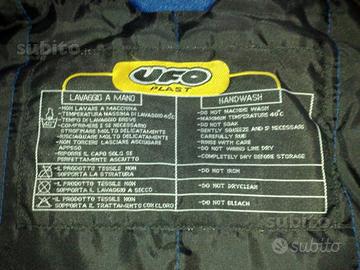 UFO
PLAST
LAVAGGIO A MANO
-NON LAVARE A MACCHINA
-TEMPERATURA MASSIMA DI LAVAGGIO 40°C
-TEMPO DI LAVAGGIO BREVE
-COMPRIMERE E SE NECESSARIO
STROFINARE MOLTO DELICATAMENTE
-RISCIACQUARE MOLTO DELICATAMENTE
-NON TORCERE LASCIARE ASCIUGARE
APPESO
-RIPORRE IL CAPO SOLO SE
PERFETTAMENTE ASCIUTTO
-IL PRODOTTO TESSILE NON
SUPPORTA LA STIRATURA
-IL PRODOTTO TESSILE NON
SUPPORTA IL LAVAGGIO A SECCO
-IL PRODOTTO TESSILE NON
SUPPORTA IL TRATTAMENTO CON CLORO
HANDWASH
-DO NOT MACHINE WASH
-MAXIMUM TEMPERATURE 40°C
-DO NOT SOAK
-GENTLY SQUEEZE AND IF NECESSARY
CAREFULLY RUB
-RINSE WITH CARE
-DO NOT WRING LINE DRY
-COMPLETELY DRY BEFORE STORAGE
-DO NOT IRON
-DO NOT DRYCLEAN
-DO NOT BLEACH
Subito.it
Subito.it
Subito.it